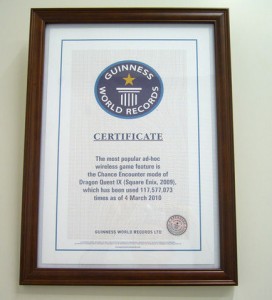 GUINNESS
WORLD RECORDS
CERTIFICATE
The most popular ad-hoc
wireless game feature is
the Chance Encounter mode of
Dragon Quest IX (Square Enix, 2009),
which has been used 117,577,073
times as of 4 March 2010
GUINNESS WORLD RECORDS LTD